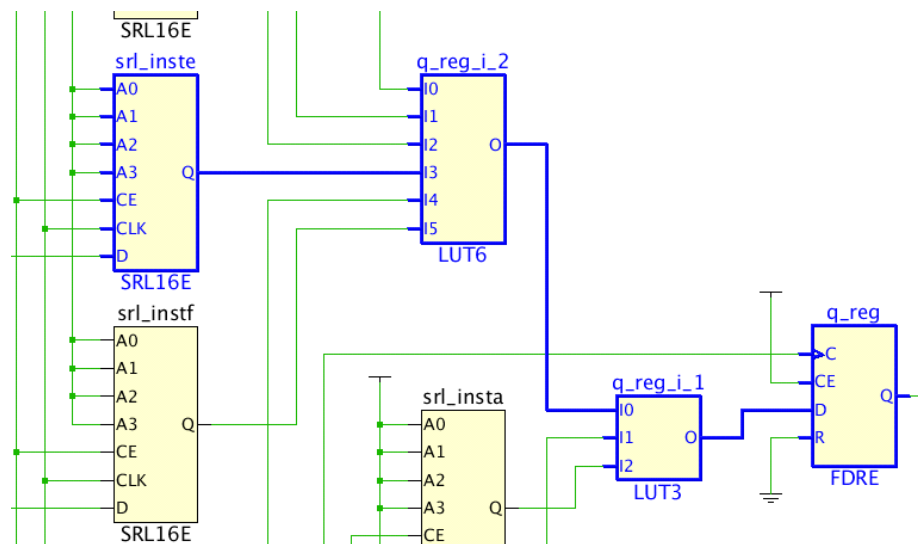 SRL16E
srl_inste
A0
A1
A2
A3
CE
CLK
D
Q
SRL16E
q_reg_i_2
I0
I1
I2
I3
I4
I5
O
LUT6
srl_instf
A0
A1
A2
A3
CE
CLK
D
Q
SRL16E
srl_insta
A0
A1
A2
A3
CE
Q
q_reg_i_1
I0
I1
I2
O
LUT3
q_reg
C
CE
D
R
Q
FDRE